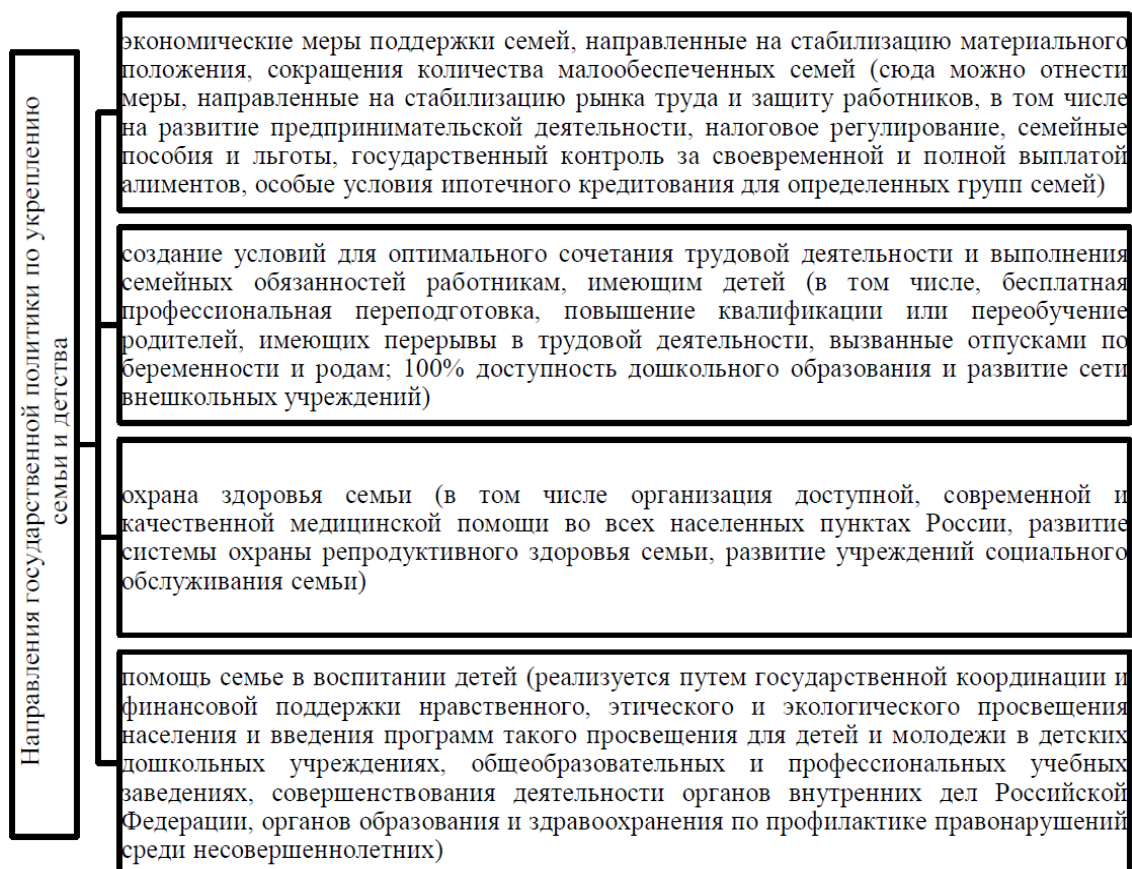 Направления государственной политики по укреплению
семьи и детства
экономические меры поддержки семей, направленные на стабилизацию материального
положения, сокращения количества малообеспеченных семей (сюда можно отнести
меры, направленные на стабилизацию рынка труда и защиту работников, в том числе
на развитие предпринимательской деятельности, налоговое регулирование, семейные
пособия и льготы, государственный контроль за своевременной и полной выплатой
алиментов, особые условия ипотечного кредитования для определенных групп семей)
создание условий для оптимального сочетания трудовой деятельности и выполнения
семейных обязанностей работникам, имеющим детей (в том числе, бесплатная
профессиональная переподготовка, повышение квалификации или переобучение
родителей, имеющих перерывы в трудовой деятельности, вызванные отпусками по
беременности и родам; 100% доступность дошкольного образования и развитие сети
внешкольных учреждений)
охрана здоровья семьи (в том числе организация доступной, современной и
качественной медицинской помощи во всех населенных пунктах России, развитие
системы охраны репродуктивного здоровья семьи, развитие учреждений социального
обслуживания семьи)
помощь семье в воспитании детей (реализуется путем государственной координации и
финансовой поддержки нравственного, этического и экологического просвещения
населения и введения программ такого просвещения для детей и молодежи в детских
дошкольных учреждениях, общеобразовательных и профессиональных учебных
заведениях, совершенствования деятельности органов внутренних дел Российской
Федерации, органов образования и здравоохранения по профилактике правонарушений
среди несовершеннолетних)